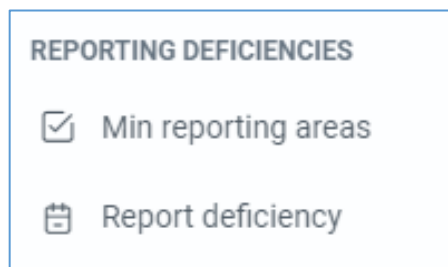 REPORTING DEFICIENCIES
Min reporting areas
Report deficiency